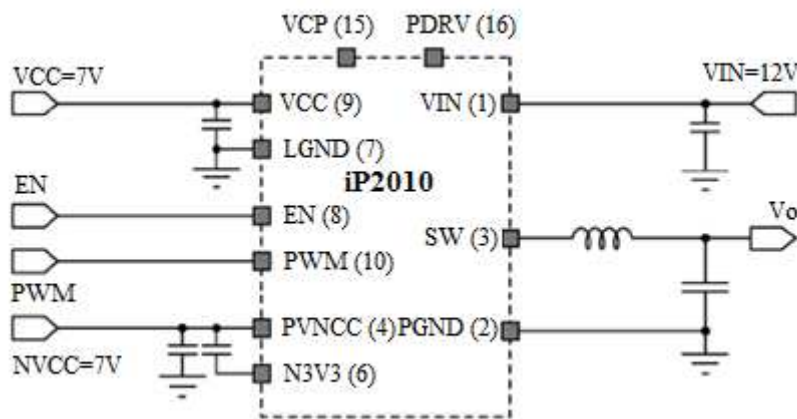 VCP (15) PDRV (16)
VCC=7V
VIN=12V
VCC (9)
VIN (1)
LGND (7)
iP2010
EN
EN (8)
SW (3)
Vo
PWM (10)
PWM
PVNCC (4)
PGND (2)
NVCC=7V
N3V3 (6)